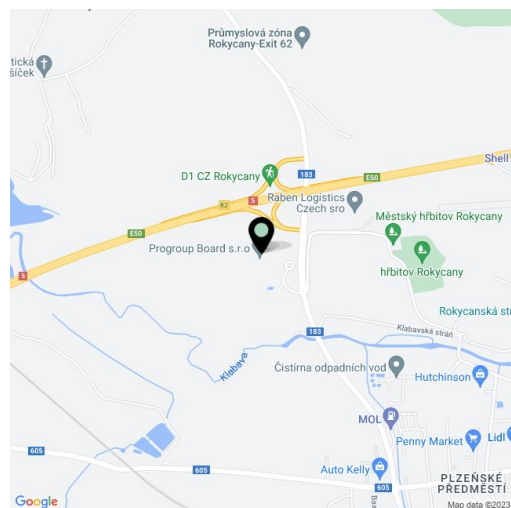 Průmyslová zóna
Rokycany-Exit 62
tická
šíček
D1 CZ Rokycany
183
E50
Shell
5
62
Raben Logistics
Czech sro
Městský hřbitov Rokycany
E50
Progroup Board s.r.o
hřbitov Rokycany
5
Rokycanská strá
Klabavská stráň
183
Klabava
Čistírna odpadních vod
Hutchinson
MOL
Penny Market
Lidl
605
605
Auto Kelly
605
PLZEŇSKÉ
PŘEDMĚSTÍ
Google
Map data ©2023